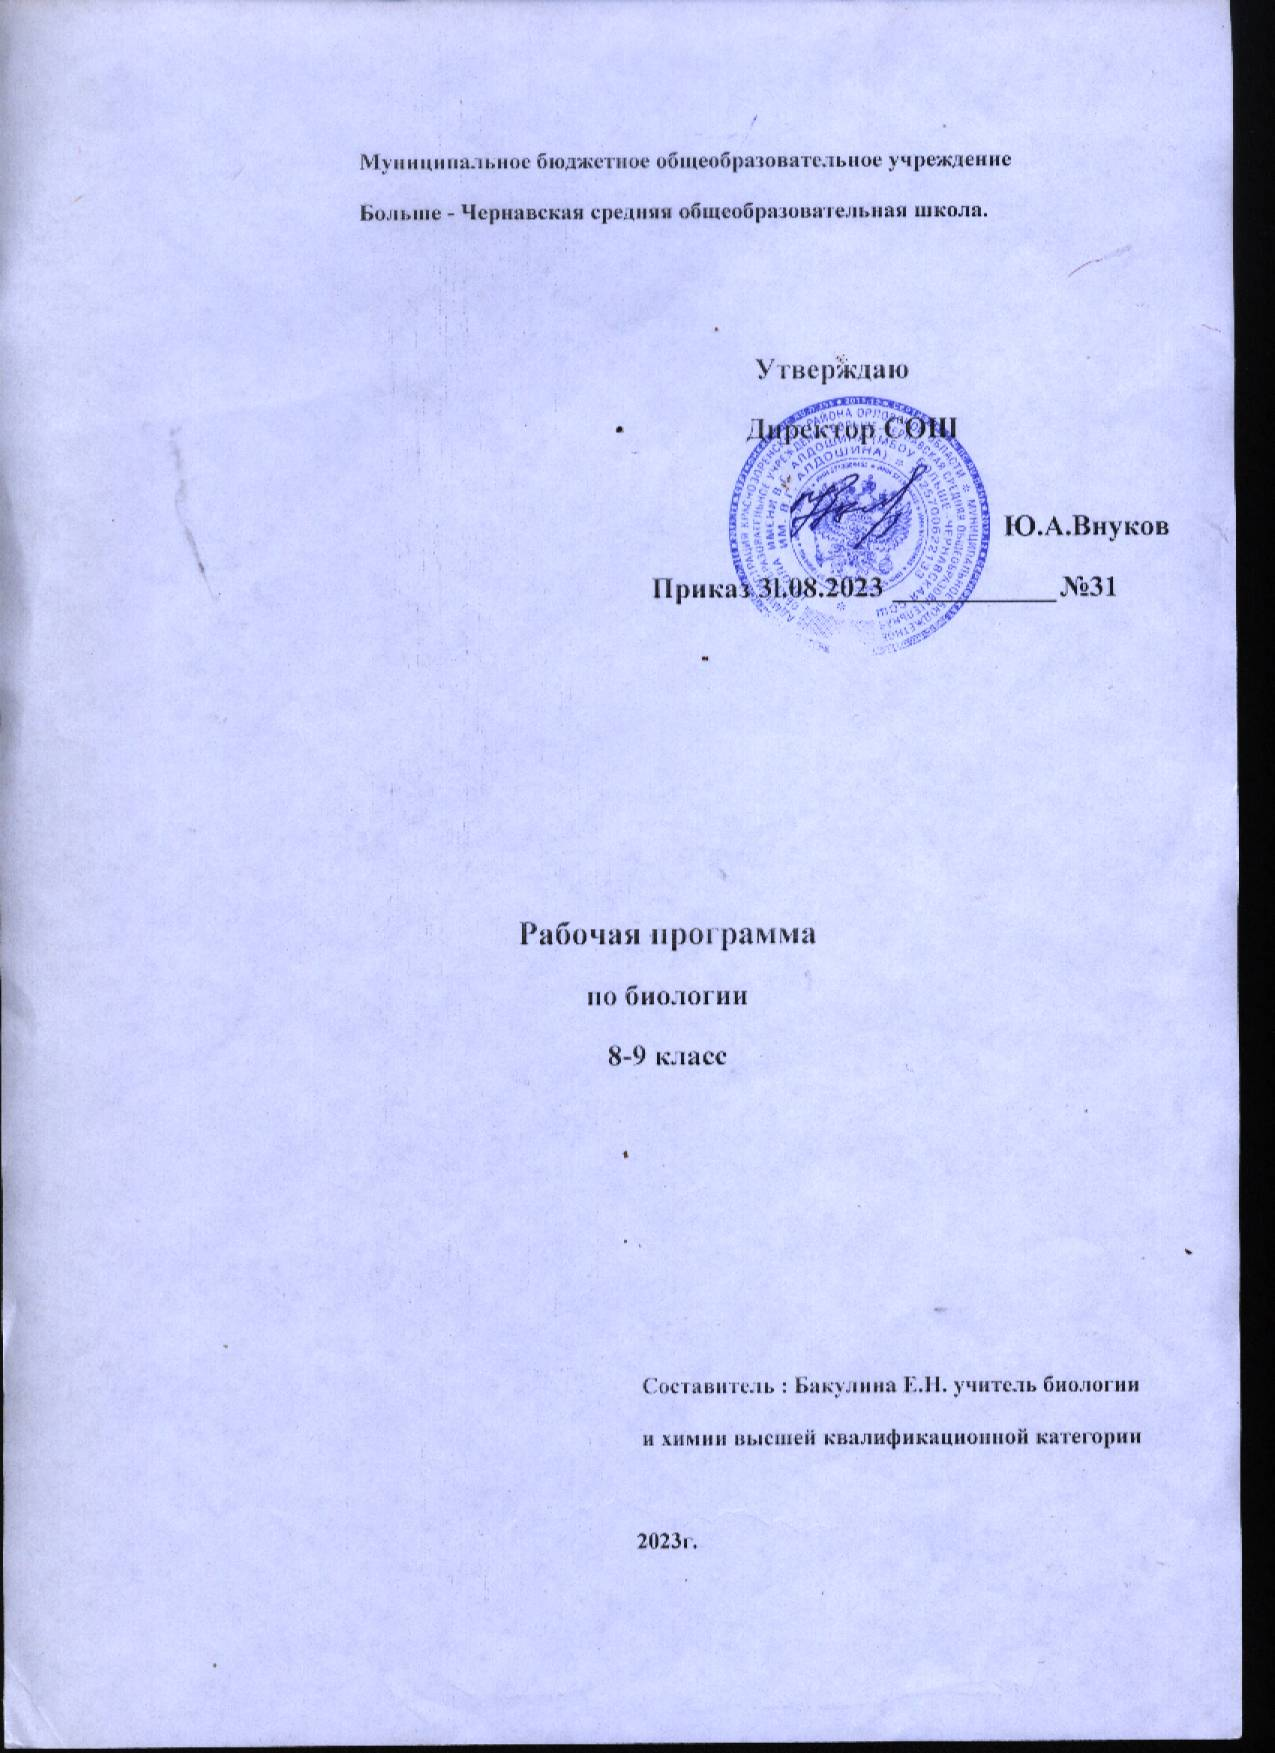 Муниципальное бюджетное общеобразовательное учреждение
Больше - Чернавская средняя общеобразовательная школа.
Утверждаю
Директор СОШ
Ю.А.Внуков
Приказ 31.08.2023 ____________ №31
Рабочая программа
по биологии
8-9 класс
Составитель : Бакулина Е.Н. учитель биологии
и химии высшей квалификационной категории
2023г.